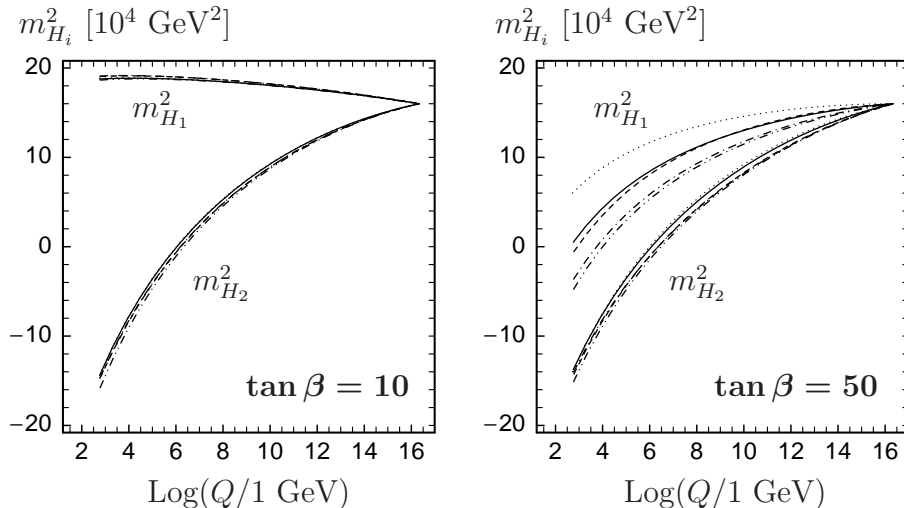 m²_{H_i} [10⁴ GeV²]
20
10
0
−10
−20
m²_{H_1}
m²_{H_2}
tan β = 10
2 4 6 8 10 12 14 16
Log(Q/1 GeV)
m²_{H_i} [10⁴ GeV²]
20
10
0
−10
−20
m²_{H_1}
m²_{H_2}
tan β = 50
2 4 6 8 10 12 14 16
Log(Q/1 GeV)